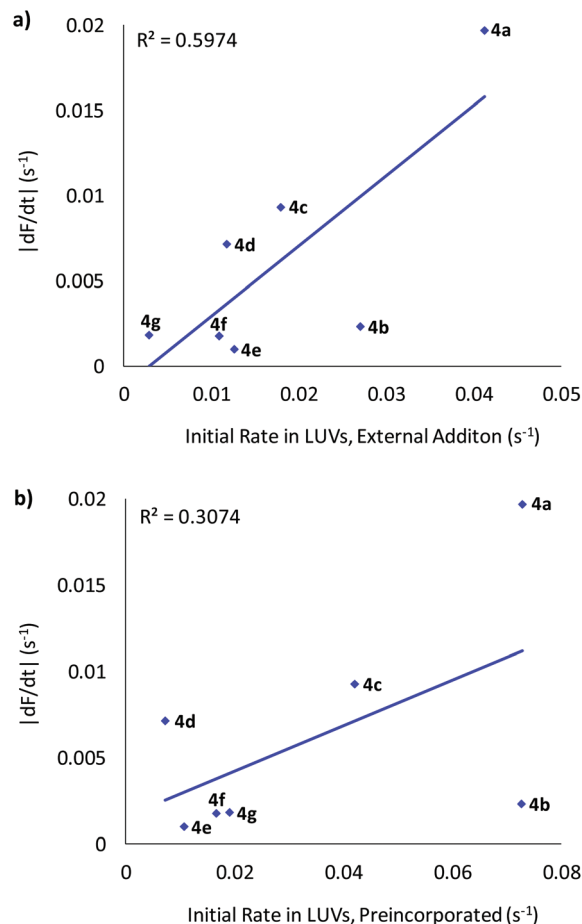 a)
R² = 0.5974
|dF/dt| (s⁻¹)
0.02
0.015
0.01
0.005
0
4a
4c
4d
4g
4f
4e
4b
0
0.01
0.02
0.03
0.04
0.05
Initial Rate in LUVs, External Additon (s⁻¹)
b)
R² = 0.3074
|dF/dt| (s⁻¹)
0.02
0.015
0.01
0.005
0
4a
4c
4d
4f
4g
4e
4b
0
0.02
0.04
0.06
0.08
Initial Rate in LUVs, Preincorporated (s⁻¹)